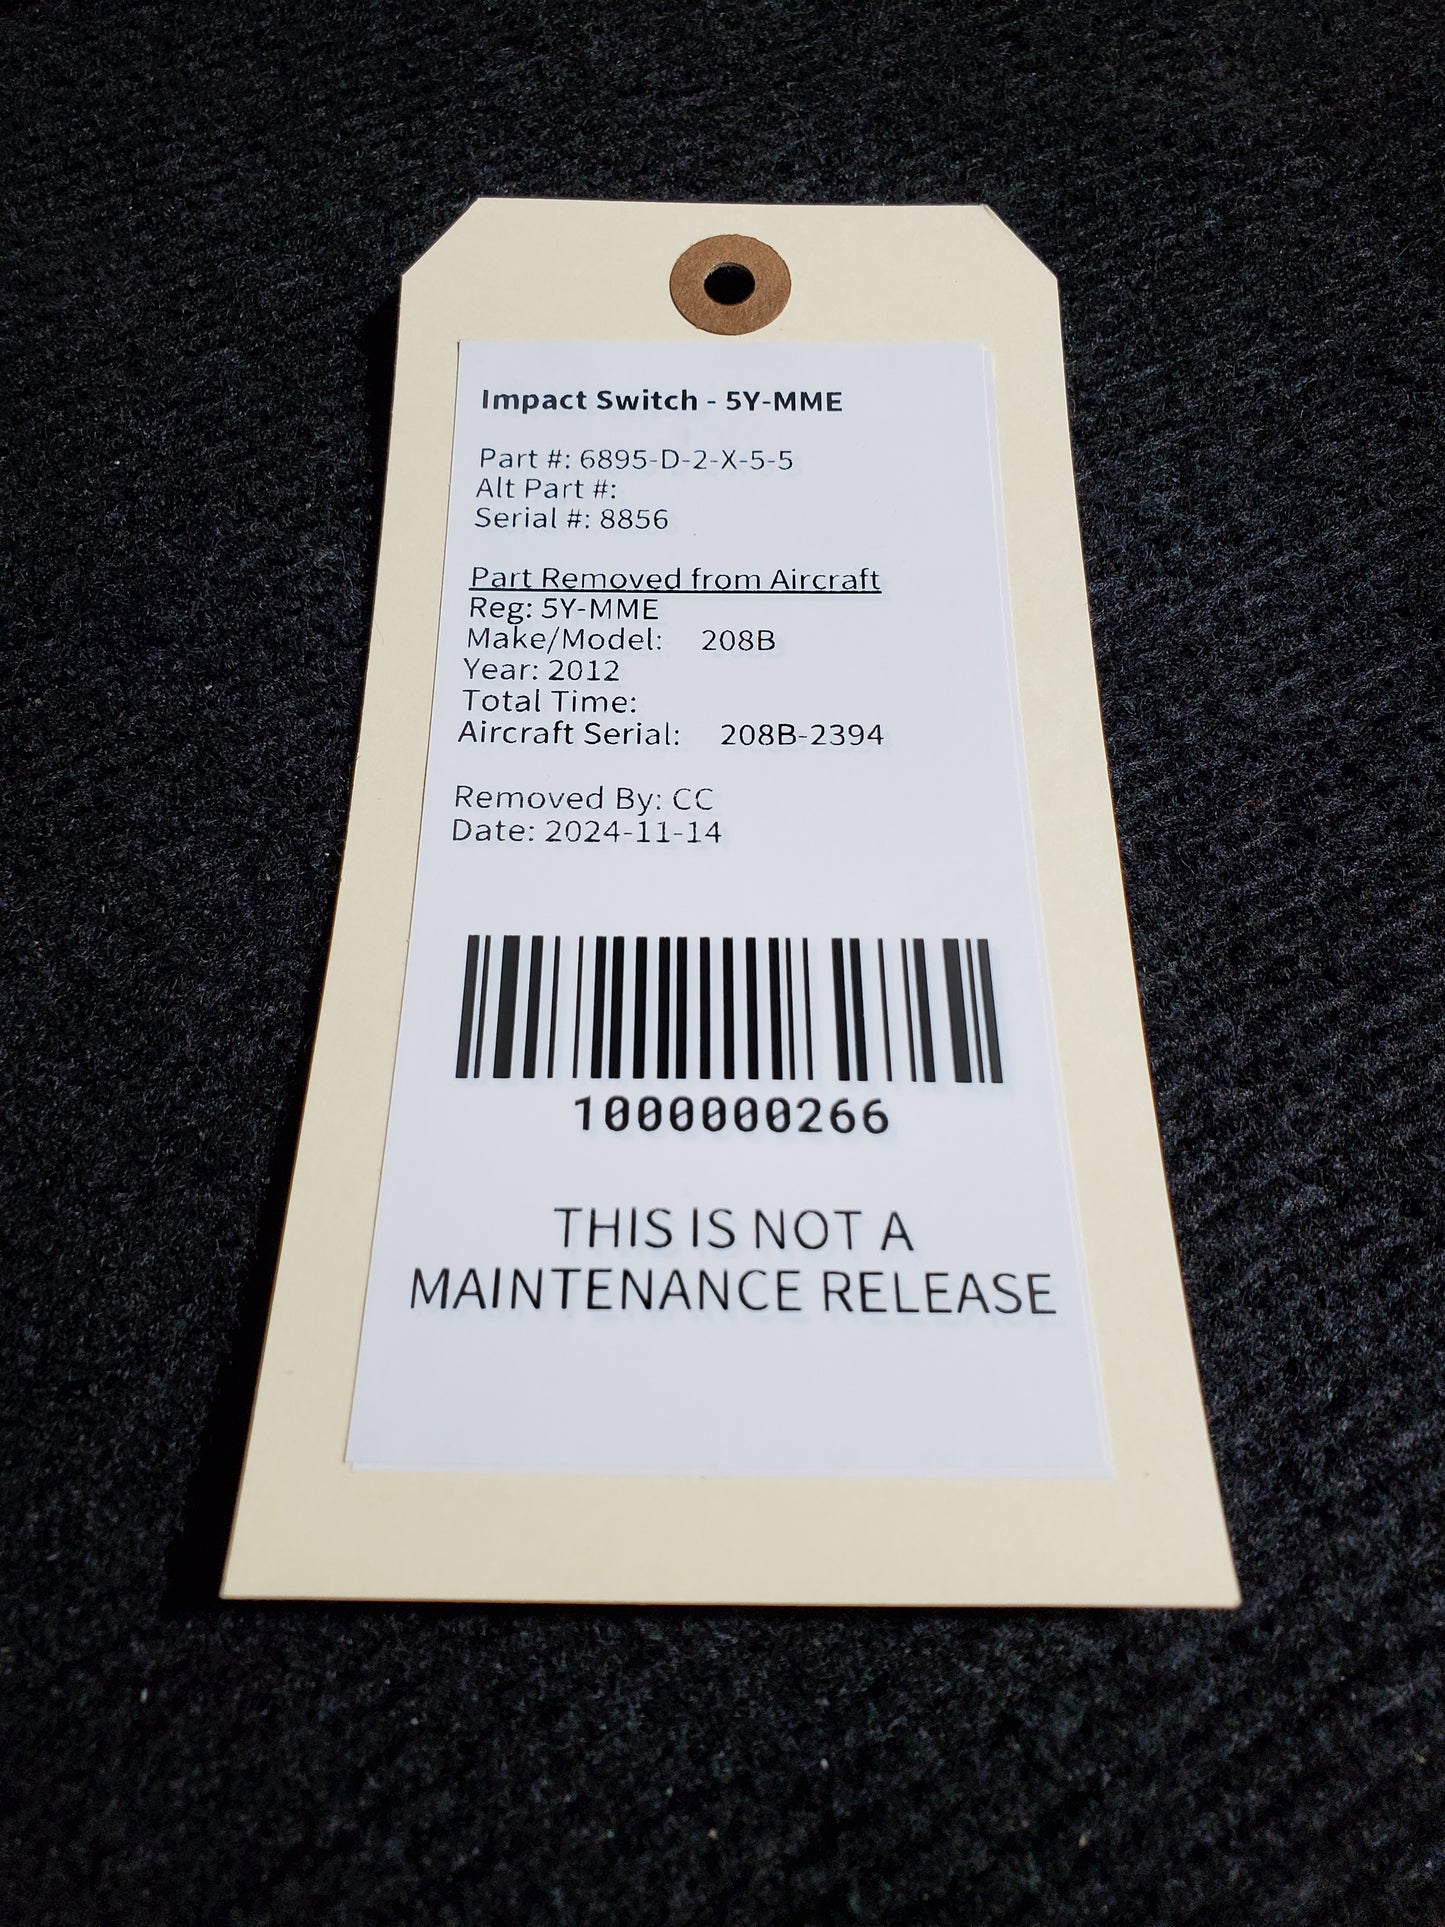 Impact Switch - 5Y-MME
Part #: 6895-D-2-X-5-5
Alt Part #:
Serial #: 8856
Part Removed from Aircraft
Reg: 5Y-MME
Make/Model: 208B
Year: 2012
Total Time:
Aircraft Serial: 208B-2394
Removed By: CC
Date: 2024-11-14
1000000266
THIS IS NOT A
MAINTENANCE RELEASE